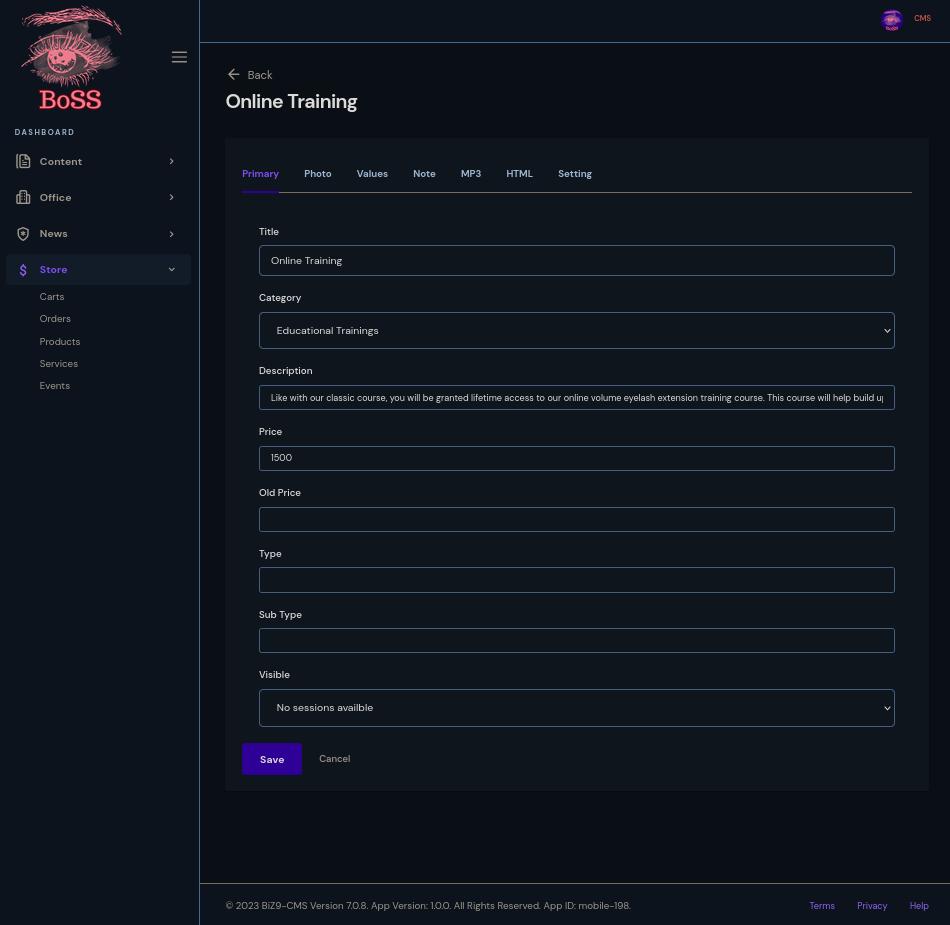 BoSS
CMS
DASHBOARD
Content
Office
News
Store
Carts
Orders
Products
Services
Events
Back
Online Training
Primary Photo Values Note MP3 HTML Setting
Title
Online Training
Category
Educational Trainings
Description
Like with our classic course, you will be granted lifetime access to our online volume eyelash extension training course. This course will help build
Price
1500
Old Price
Type
Sub Type
Visible
No sessions availble
Save Cancel
© 2023 BiZ9-CMS Version 7.0.8. App Version: 1.0.0. All Rights Reserved. App ID: mobile-198.
Terms Privacy Help